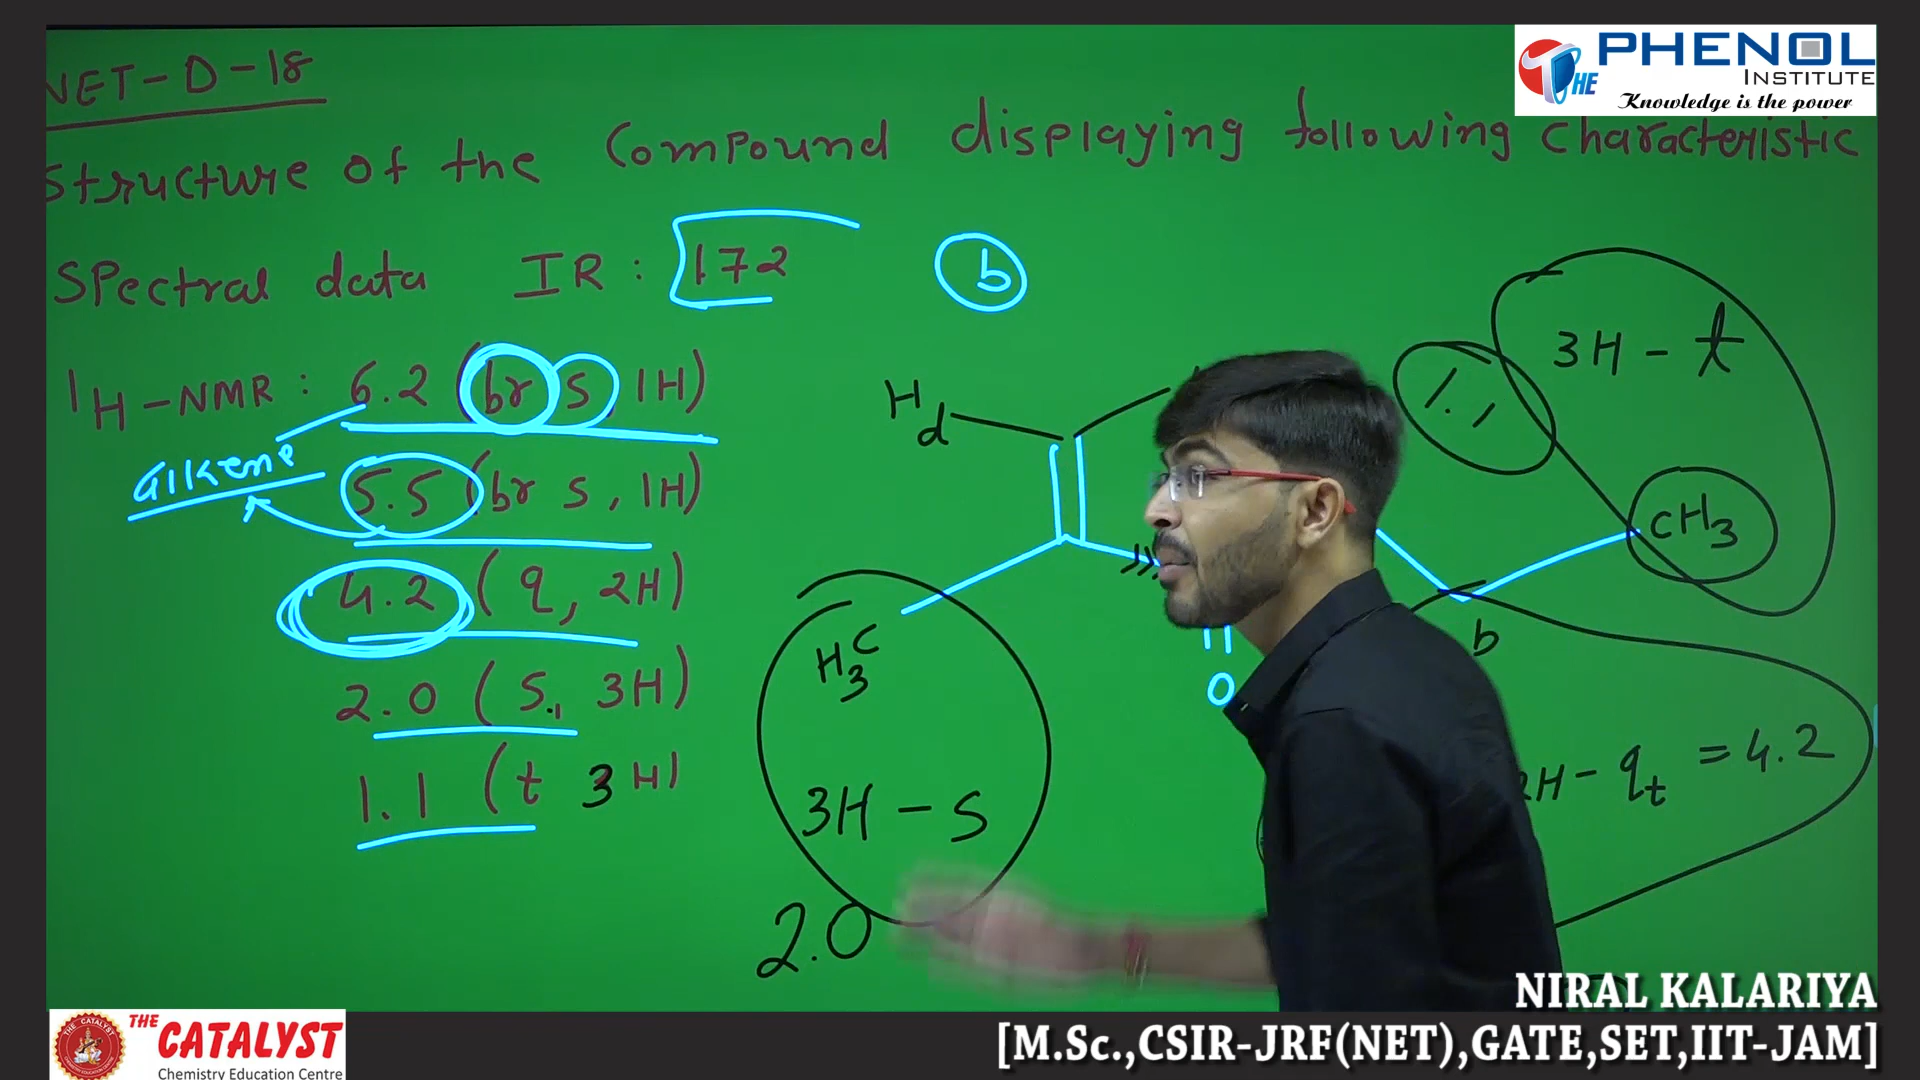 NET-D-18
THE PHENOL
INSTITUTE
Knowledge is the power
Structure of the Compound displaying following characteristic
Spectral data IR : 172
b
1H-NMR : 6.2 (br s, 1H)
alkene
5.5 (br s, 1H)
4.2 ( q, 2H)
2.0 ( S, 3H)
1.1 (t 3H)
H
d
1.1
3H - t
CH3
b
H3C
O
3H - S
2.0
2H - qt = 4.2
THE CATALYST
Chemistry Education Centre
NIRAL KALARIYA
[M.Sc.,CSIR-JRF(NET),GATE,SET,IIT-JAM]